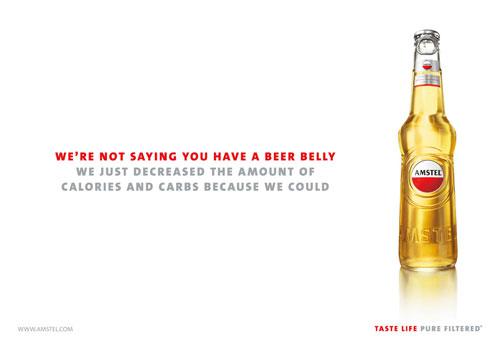 WE'RE NOT SAYING YOU HAVE A BEER BELLY
WE JUST DECREASED THE AMOUNT OF
CALORIES AND CARBS BECAUSE WE COULD
AMSTEL
AMSTEL
WWW.AMSTEL.COM
TASTE LIFE PURE FILTERED